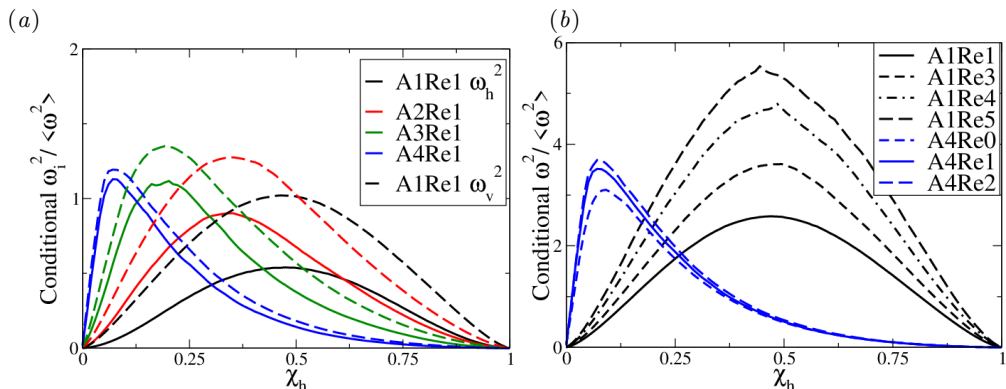 (a)
Conditional ω_i^2 / <ω^2>
2
1
0
0
0.25
0.5
0.75
1
χ_h
A1Re1 ω_h^2
A2Re1
A3Re1
A4Re1
A1Re1 ω_v^2
(b)
Conditional ω^2 / <ω^2>
6
4
2
0
0
0.25
0.5
0.75
1
χ_h
A1Re1
A1Re3
A1Re4
A1Re5
A4Re0
A4Re1
A4Re2